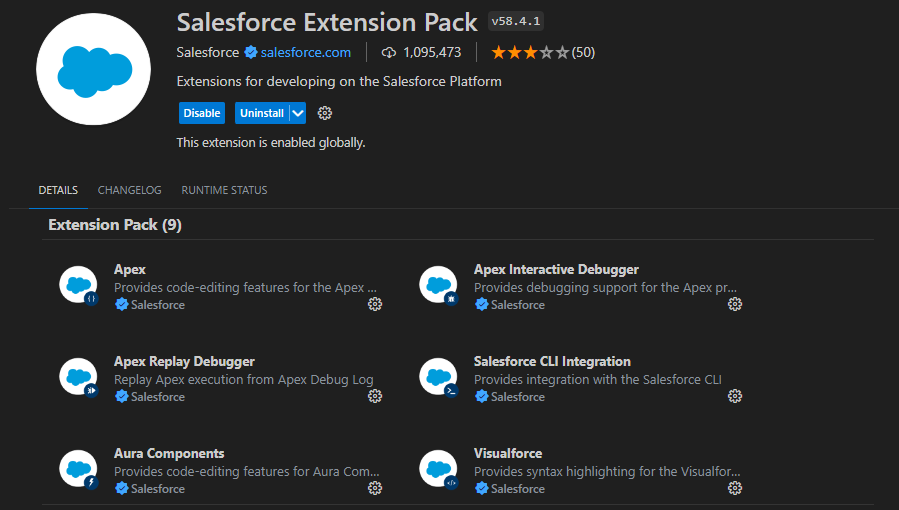 Salesforce Extension Pack v58.4.1
Salesforce salesforce.com 1,095,473 (50)
Extensions for developing on the Salesforce Platform
Disable Uninstall
This extension is enabled globally.
DETAILS CHANGELOG RUNTIME STATUS
Extension Pack (9)
Apex
Provides code-editing features for the Apex ...
Salesforce
Apex Interactive Debugger
Provides debugging support for the Apex pr...
Salesforce
Apex Replay Debugger
Replay Apex execution from Apex Debug Log
Salesforce
Salesforce CLI Integration
Provides integration with the Salesforce CLI
Salesforce
Aura Components
Provides code-editing features for Aura Com...
Salesforce
Visualforce
Provides syntax highlighting for the Visualfor...
Salesforce